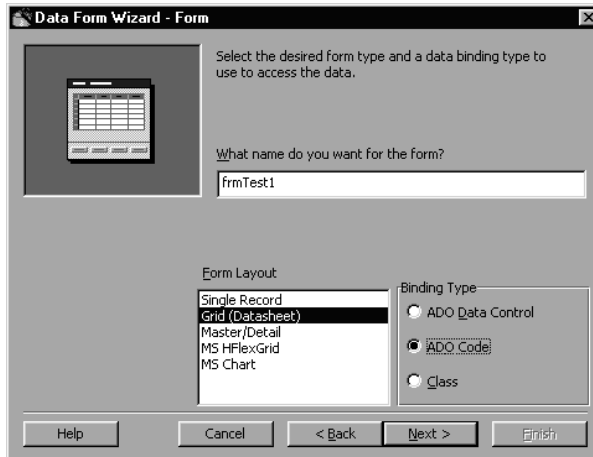 Data Form Wizard - Form
Select the desired form type and a data binding type to
use to access the data.
What name do you want for the form?
frmTest1
Form Layout
Single Record
Grid (Datasheet)
Master/Detail
MS HFlexGrid
MS Chart
Binding Type
ADO Data Control
ADO Code
Class
Help
Cancel
< Back
Next >
Finish